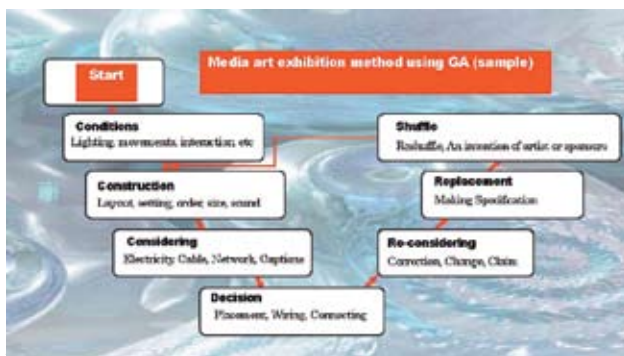 Start
Media art exhibition method using GA (sample)
Conditions
Lighting, movements, interaction, etc
Shuffle
Reshuffle, An invention of artist or sponsors
Construction
Layout, setting, order, size, sound
Replacement
Making Specification
Considering
Electricity, Cable, Network, Captions
Re-considering
Correction, Change, Claim
Decision
Placement, Wiring, Connecting